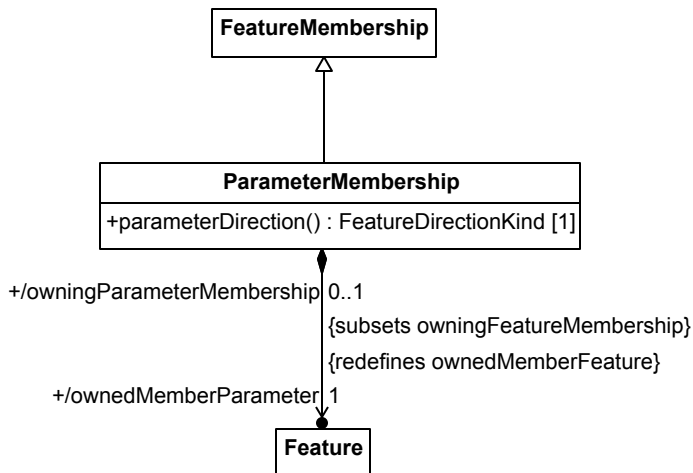 FeatureMembership
ParameterMembership
+parameterDirection() : FeatureDirectionKind [1]
+/owningParameterMembership 0..1
{subsets owningFeatureMembership}
{redefines ownedMemberFeature}
+/ownedMemberParameter 1
Feature